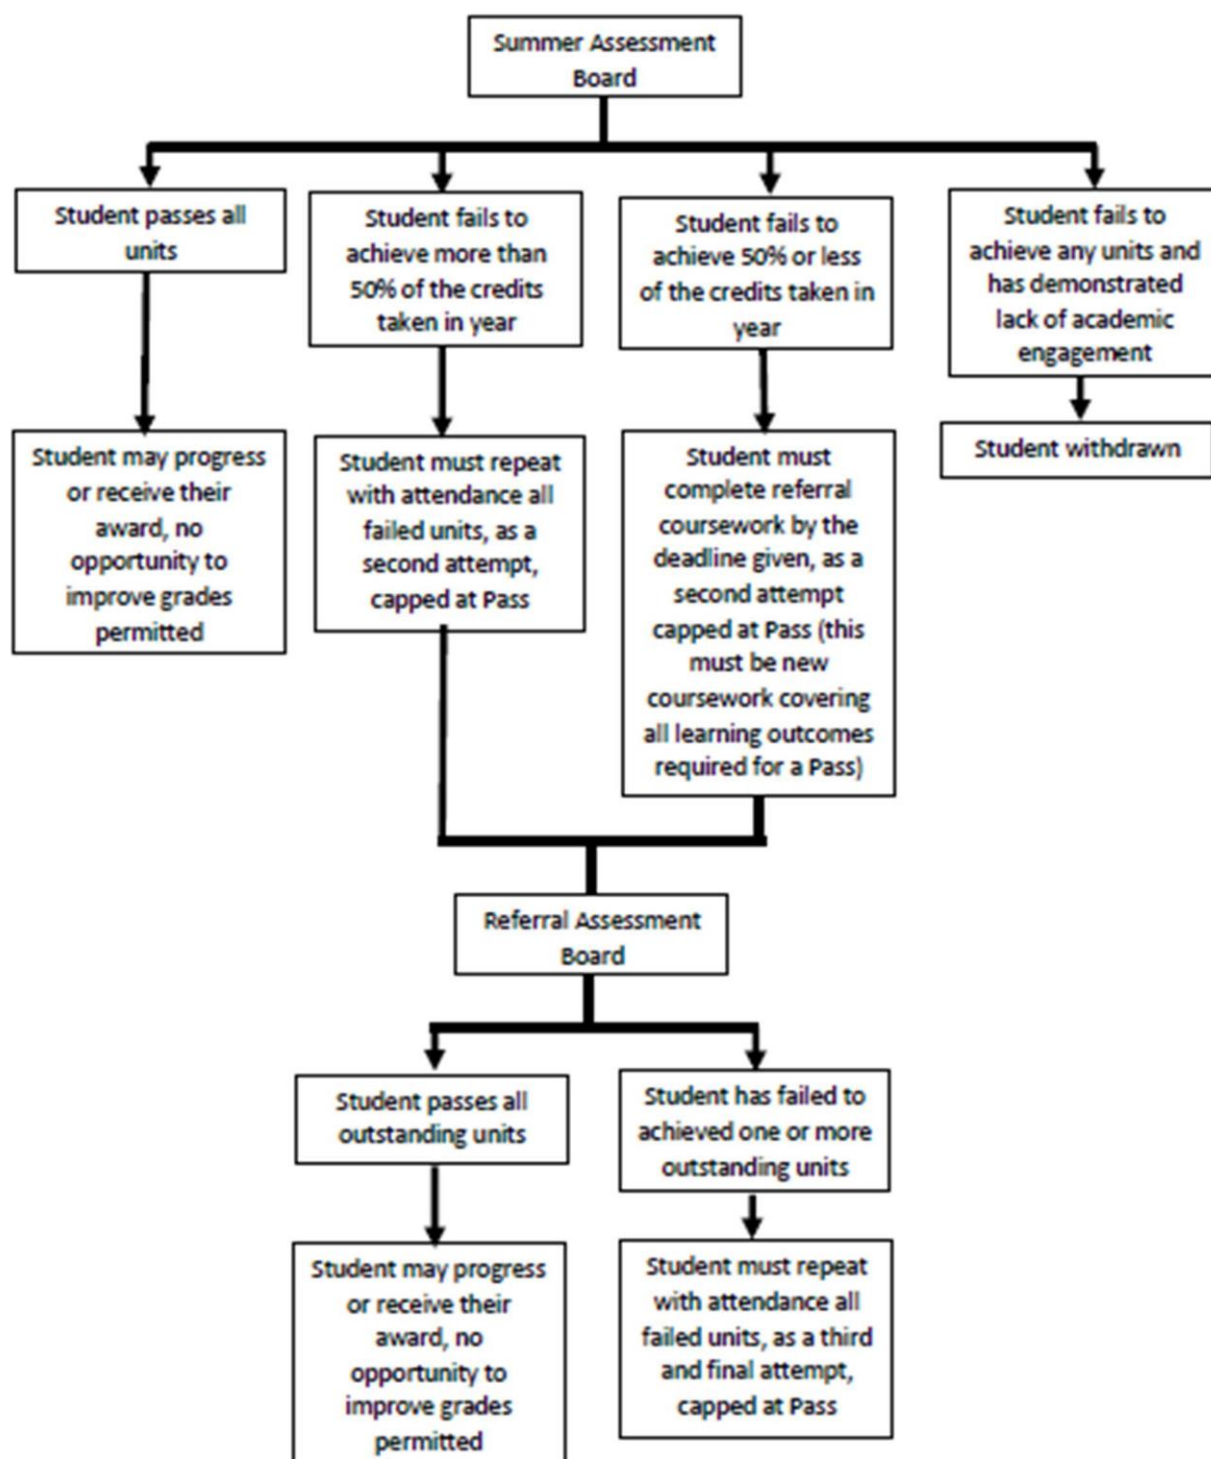 Summer Assessment
Board
Student passes all
units
Student fails to
achieve more than
50% of the credits
taken in year
Student fails to
achieve 50% or less
of the credits taken in
year
Student fails to
achieve any units and
has demonstrated
lack of academic
engagement
Student may progress
or receive their
award, no
opportunity to
improve grades
permitted
Student must repeat
with attendance all
failed units, as a
second attempt,
capped at Pass
Student must
complete referral
coursework by the
deadline given, as a
second attempt
capped at Pass (this
must be new
coursework covering
all learning outcomes
required for a Pass)
Student withdrawn
Referral Assessment
Board
Student passes all
outstanding units
Student has failed to
achieved one or more
outstanding units
Student may progress
or receive their
award, no
opportunity to
improve grades
permitted
Student must repeat
with attendance all
failed units, as a third
and final attempt,
capped at Pass